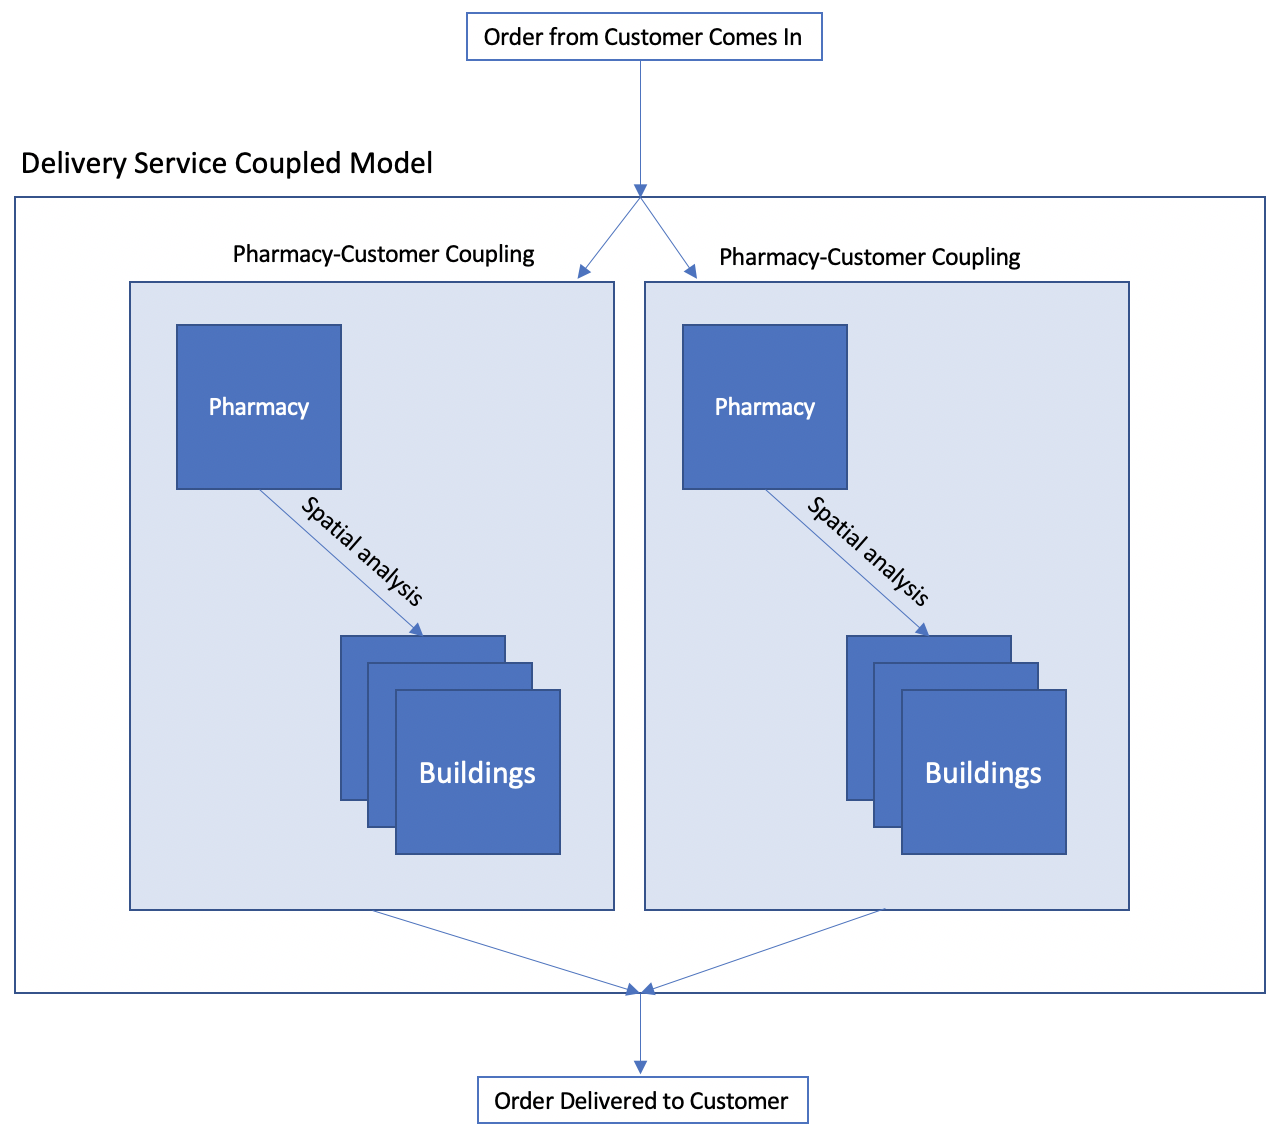 Order from Customer Comes In
Delivery Service Coupled Model
Pharmacy-Customer Coupling
Pharmacy-Customer Coupling
Pharmacy
Pharmacy
Spatial analysis
Spatial analysis
Buildings
Buildings
Order Delivered to Customer